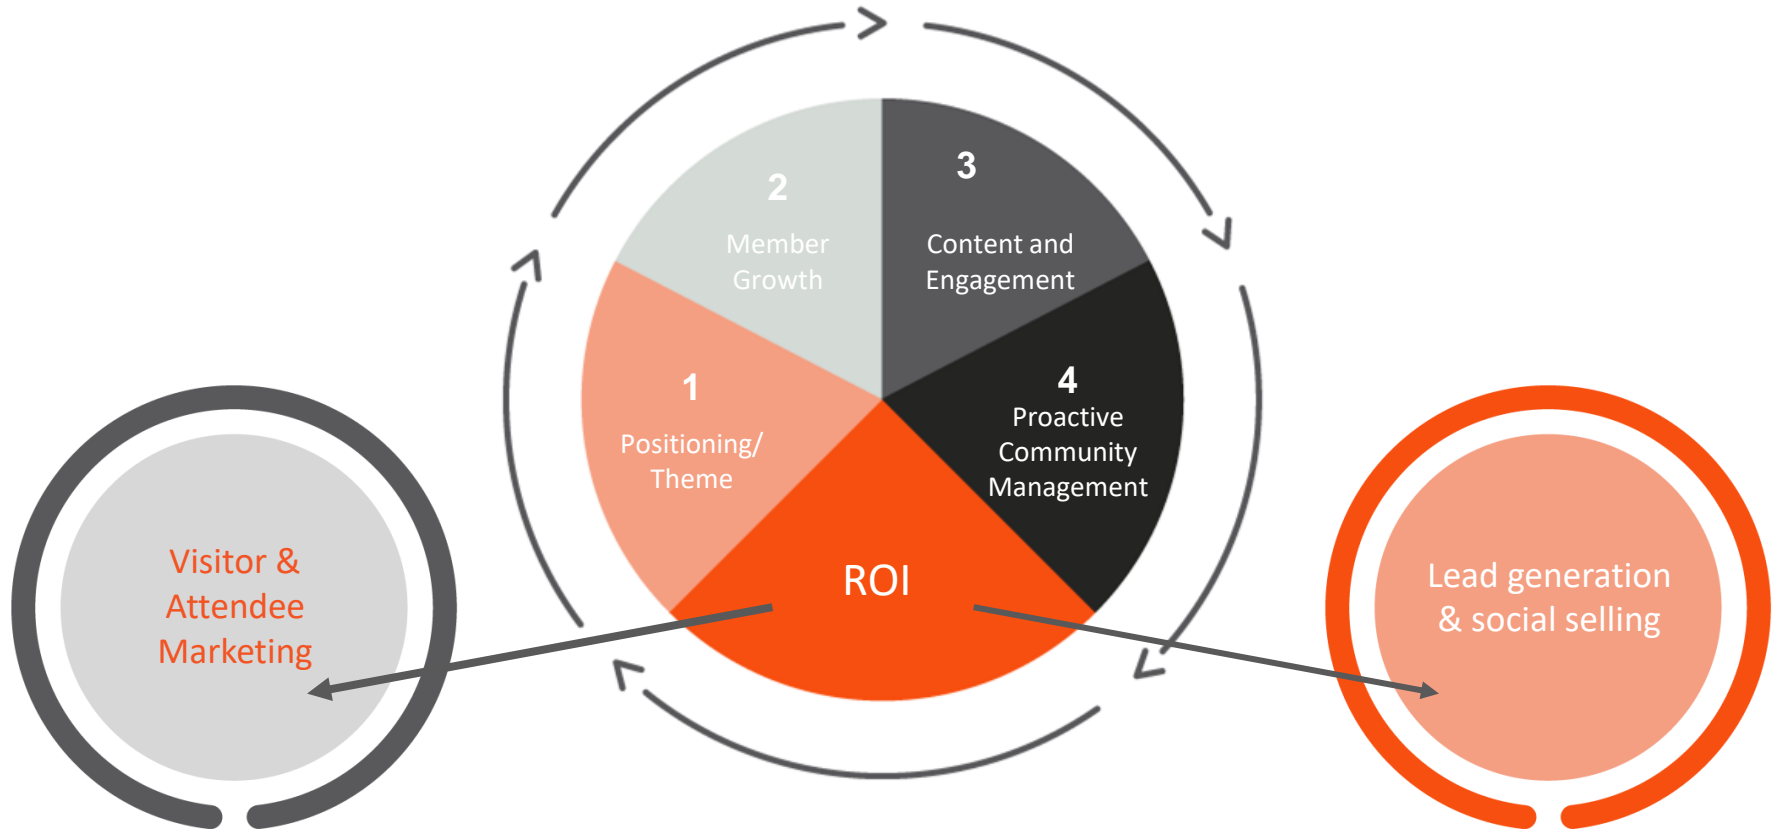 2
Member
Growth
3
Content and
Engagement
1
Positioning/
Theme
4
Proactive
Community
Management
ROI
Visitor &
Attendee
Marketing
Lead generation
& social selling